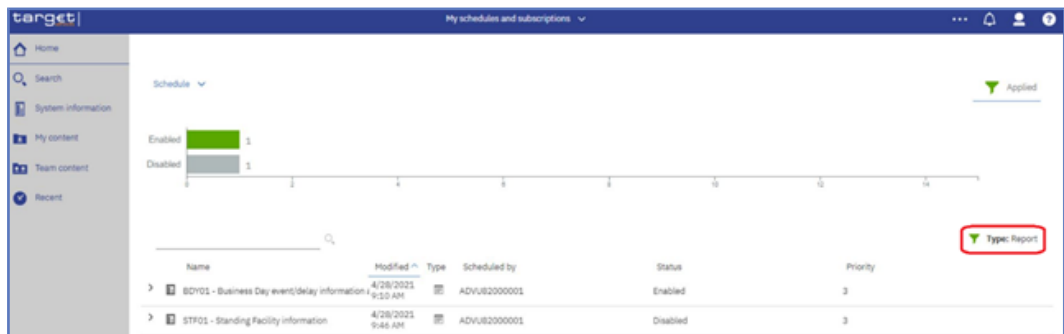 target|
My schedules and subscriptions
Home
Search
System information
My content
Team content
Recent
Schedule
Applied
Enabled 1
Disabled 1
0 2 4 6 8 10 12 14
Type: Report
Name Modified Type Scheduled by Status Priority
BDY01 - Business Day event/delay information 4/28/2021 9:10 AM ADVU82000001 Enabled 3
STF01 - Standing Facility information 4/28/2021 9:46 AM ADVU82000001 Disabled 3